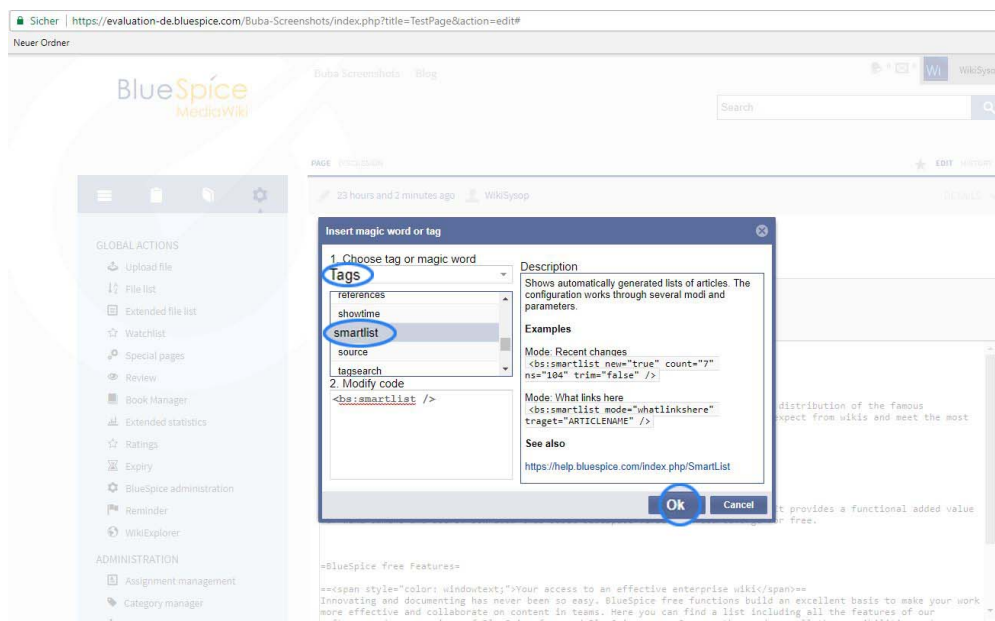 Sicher | https://evaluation-de.bluespice.com/Buba-Screenshots/index.php?title=TestPage&action=edit#
Neuer Ordner
BlueSpice
MediaWiki
Buba Screenshots Blog
Wi WikiSyso
Search
PAGE DISCUSSION
EDIT HISTORY
23 hours and 2 minutes ago WikiSysop
DETAILS
GLOBAL ACTIONS
Upload file
File list
Extended file list
Watchlist
Special pages
Review
Book Manager
Extended statistics
Ratings
Expiry
BlueSpice administration
Reminder
WikiExplorer
ADMINISTRATION
Assignment management
Category manager
Insert magic word or tag
1. Choose tag or magic word
Tags
references
showtime
smartlist
source
tagsearch
2. Modify code
<bs:smartlist />
Description
Shows automatically generated lists of articles. The
configuration works through several modi and
parameters.
Examples
Mode: Recent changes
<bs:smartlist new="true" count="7"
ns="104" trim="false" />
Mode: What links here
<bs:smartlist mode="whatlinkshere"
traget="ARTICLENAME" />
See also
https://help.bluespice.com/index.php/SmartList
Ok Cancel
distribution of the famous
expect from wikis and meet the most
it provides a functional added value
or free.
=BlueSpice free Features=
==<span style="color: windowtext;">Your access to an effective enterprise wiki</span>==
Innovating and documenting has never been so easy. BlueSpice free functions build an excellent basis to make your work
more effective and collaborate on content in teams. Here you can find a list including all the features of our